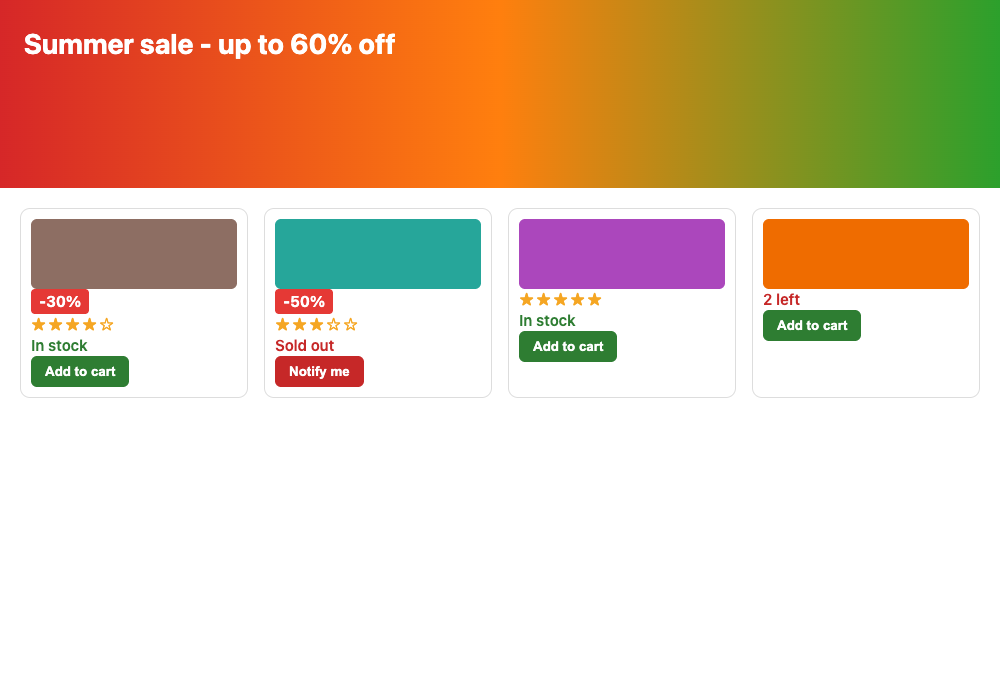 Summer sale - up to 60% off
-30%
★★★★☆
In stock
Add to cart
-50%
★★★☆☆
Sold out
Notify me
★★★★★
In stock
Add to cart
2 left
Add to cart